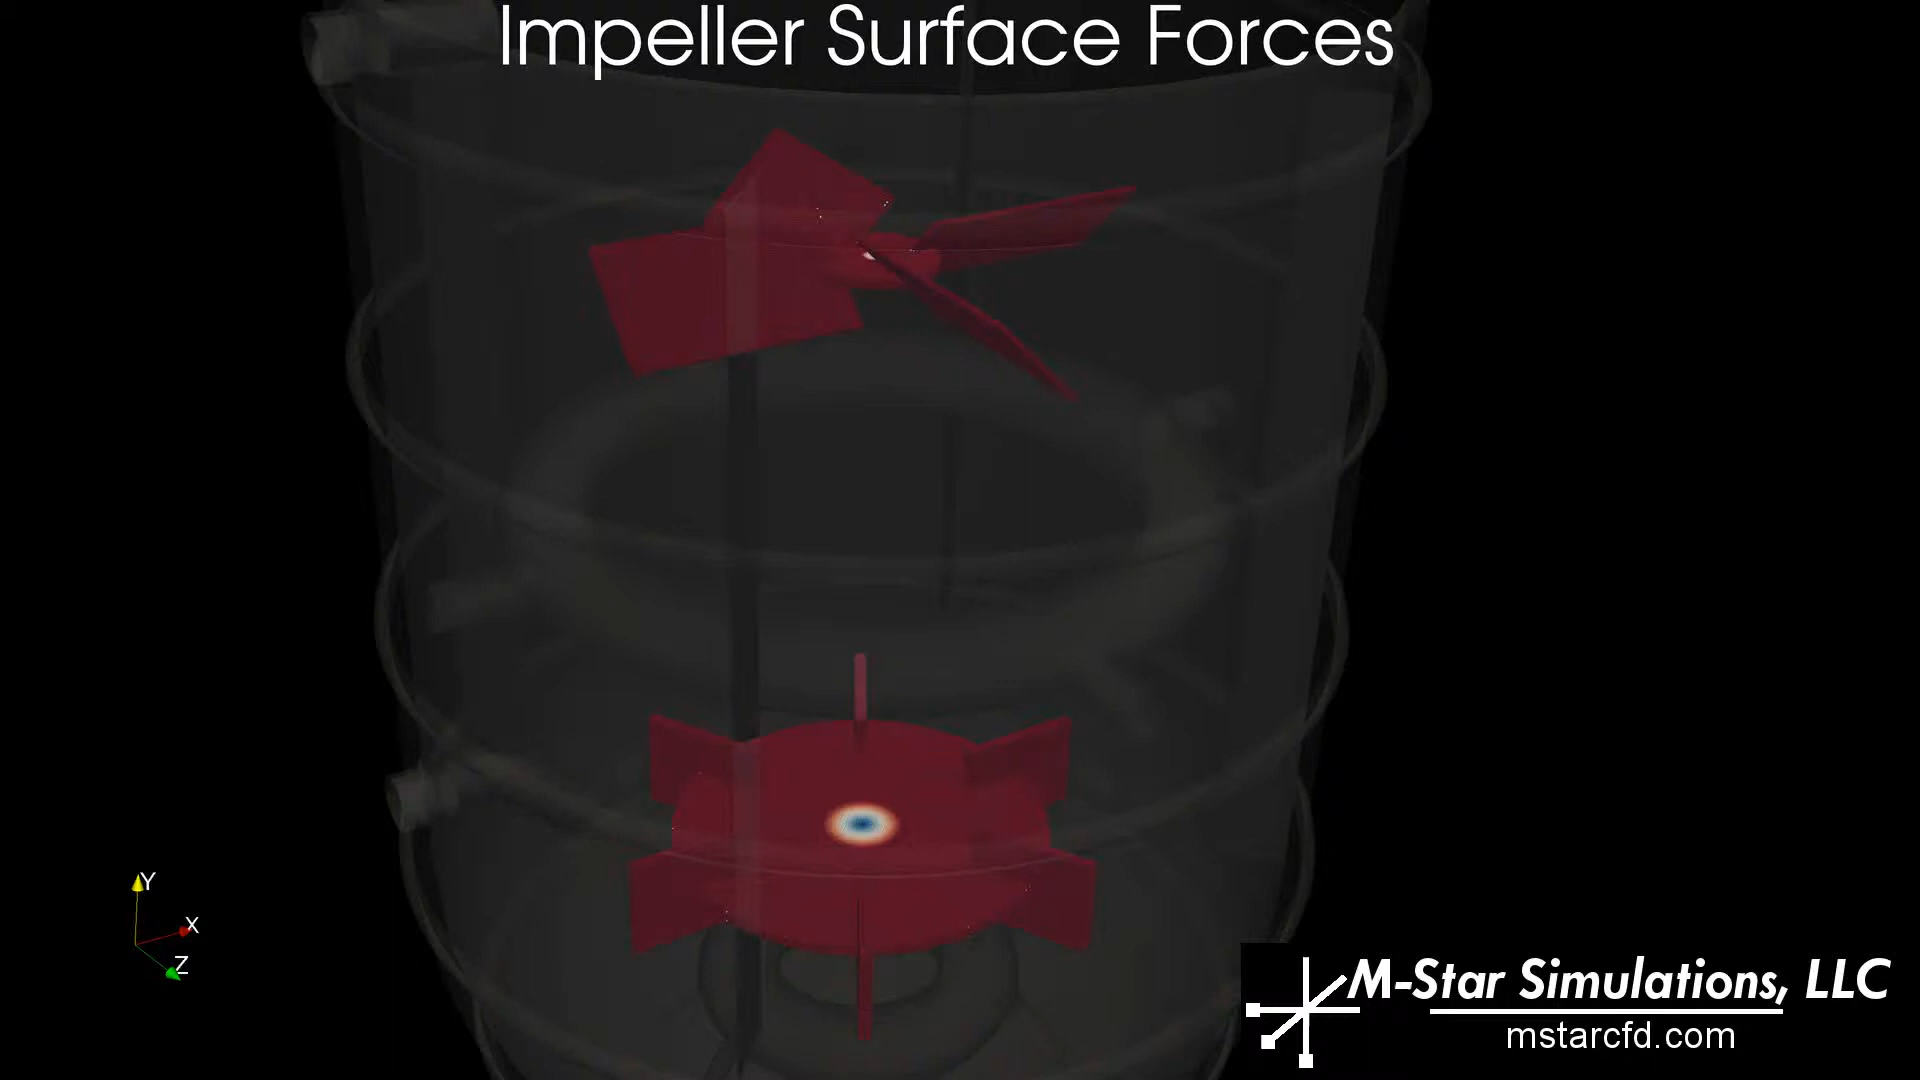 Impeller Surface Forces
Y
X
Z
M-Star Simulations, LLC
mstarcfd.com